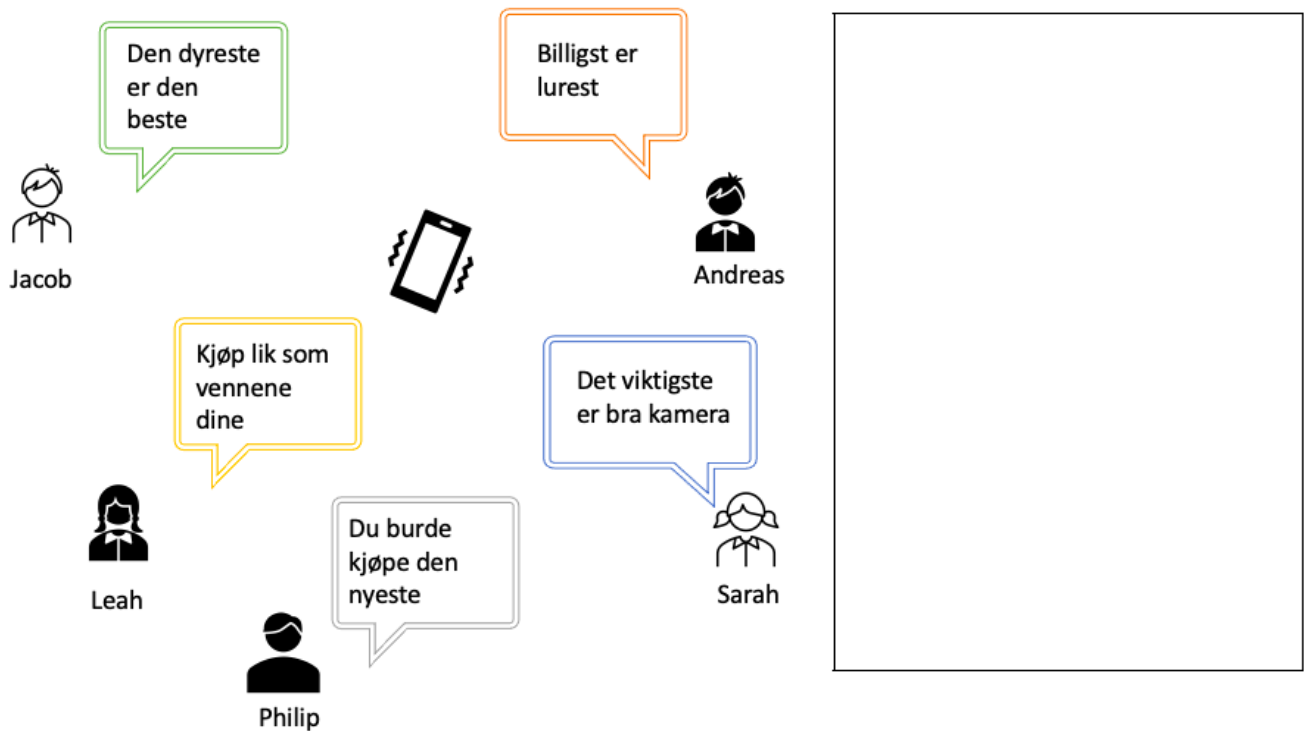 Den dyreste
er den
beste
Jacob
Billigst er
lurest
Andreas
Kjøp lik som
vennene
dine
Leah
Det viktigste
er bra kamera
Sarah
Du burde
kjøpe den
nyeste
Philip